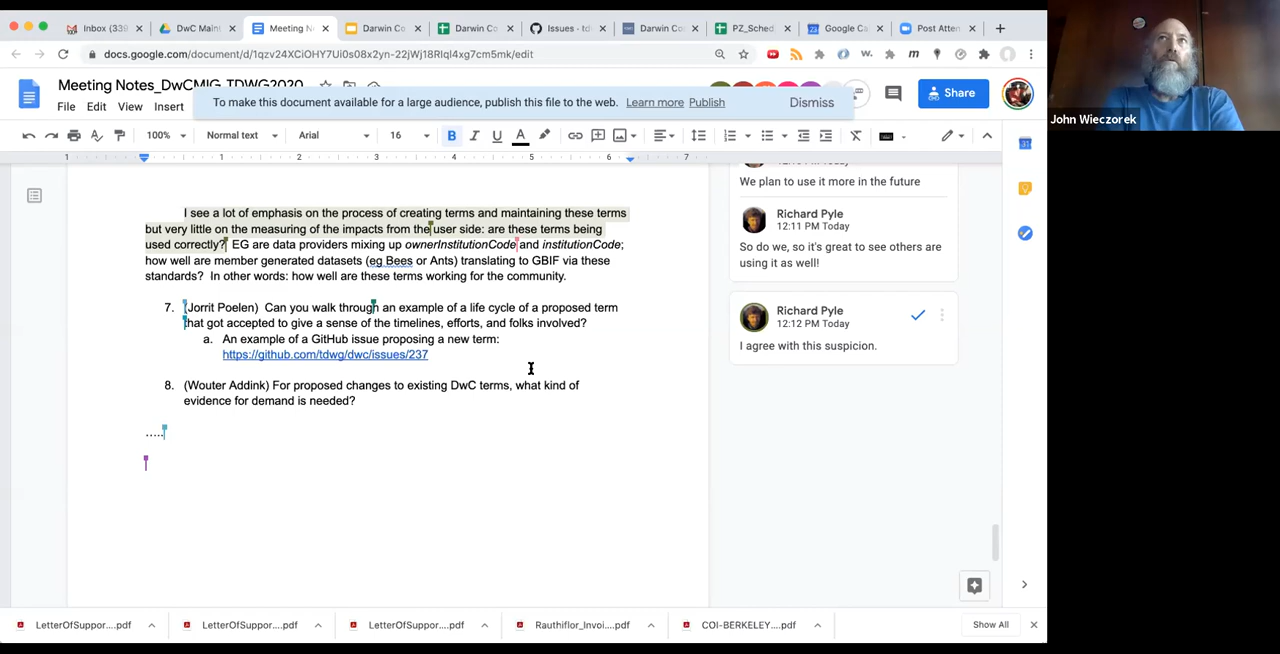 Inbox (339
DwC Main
Meeting N
Darwin Co
Darwin Co
Issues - td
Darwin Co
PZ_Sched
Google Ca
Post Atten
docs.google.com/document/d/1qzv24XCiOHY7Ui0s08x2yn-22jWj18Rlql4xg7cm5mk/edit
Meeting Notes_DwCMIG_TDWG2020
File Edit View Insert
To make this document available for a large audience, publish this file to the web. Learn more Publish Dismiss
Share
100% Normal text Arial 16 B I U A
1 1 2 3 4 5 6 7
I see a lot of emphasis on the process of creating terms and maintaining these terms
but very little on the measuring of the impacts from the user side: are these terms being
used correctly? EG are data providers mixing up ownerInstitutionCode and institutionCode;
how well are member generated datasets (eg Bees or Ants) translating to GBIF via these
standards? In other words: how well are these terms working for the community.
7. (Jorrit Poelen) Can you walk through an example of a life cycle of a proposed term
that got accepted to give a sense of the timelines, efforts, and folks involved?
a. An example of a GitHub issue proposing a new term:
https://github.com/tdwg/dwc/issues/237
8. (Wouter Addink) For proposed changes to existing DwC terms, what kind of
evidence for demand is needed?
.....
We plan to use it more in the future
Richard Pyle
12:11 PM Today
So do we, so it's great to see others are
using it as well!
Richard Pyle
12:12 PM Today
I agree with this suspicion.
LetterOfSuppor....pdf
LetterOfSuppor....pdf
LetterOfSuppor....pdf
Rauthiflor_Invoi....pdf
COI-BERKELEY....pdf
Show All
John Wieczorek